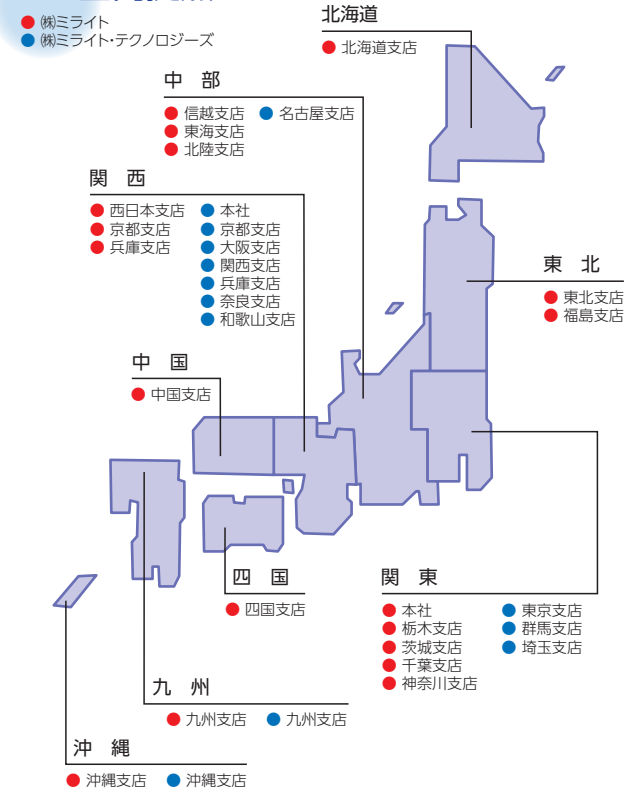 ● ㈱ミライト
● ㈱ミライト・テクノロジーズ
北海道
● 北海道支店
中 部
● 信越支店 ● 名古屋支店
● 東海支店
● 北陸支店
関 西
● 西日本支店 ● 本社
● 京都支店 ● 京都支店
● 兵庫支店 ● 大阪支店
● 関西支店
● 兵庫支店
● 奈良支店
● 和歌山支店
東 北
● 東北支店
● 福島支店
中 国
● 中国支店
四 国
● 四国支店
関 東
● 本社 ● 東京支店
● 栃木支店 ● 群馬支店
● 茨城支店 ● 埼玉支店
● 千葉支店
● 神奈川支店
九 州
● 九州支店 ● 九州支店
沖 縄
● 沖縄支店 ● 沖縄支店